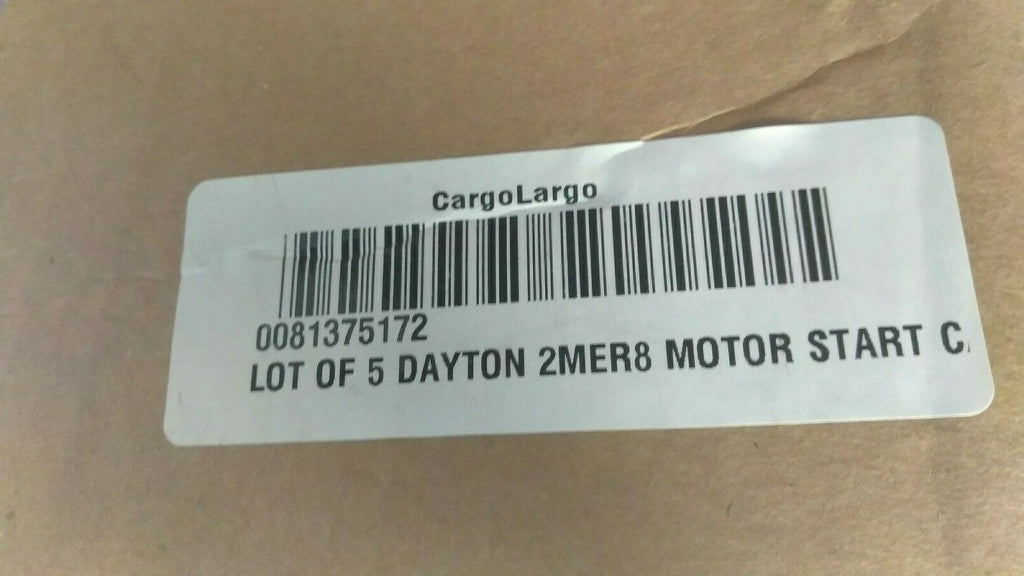 CargoLargo
0081375172
LOT OF 5 DAYTON 2MER8 MOTOR START C